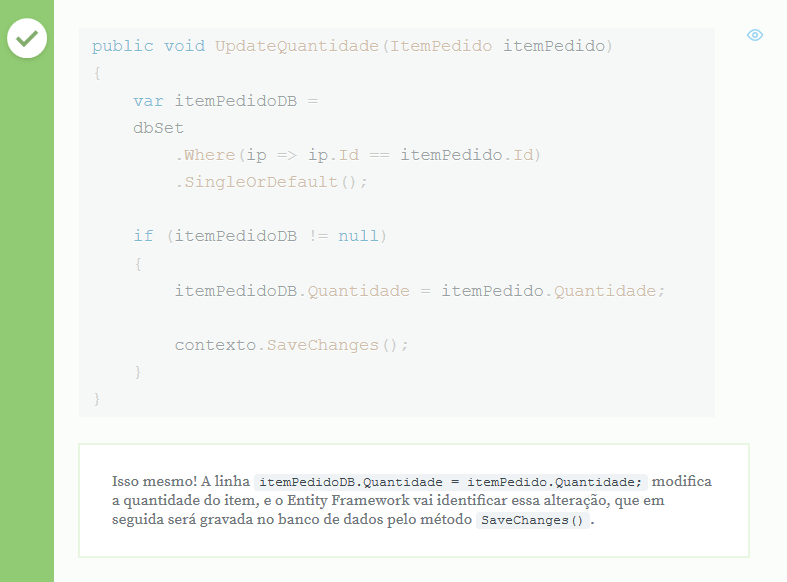 public void UpdateQuantidade(ItemPedido itemPedido)
{
    var itemPedidoDB =
    dbSet
        .Where(ip => ip.Id == itemPedido.Id)
        .SingleOrDefault();

    if (itemPedidoDB != null)
    {
        itemPedidoDB.Quantidade = itemPedido.Quantidade;

        contexto.SaveChanges();
    }
}
Isso mesmo! A linha itemPedidoDB.Quantidade = itemPedido.Quantidade; modifica
a quantidade do item, e o Entity Framework vai identificar essa alteração, que em
seguida será gravada no banco de dados pelo método SaveChanges().